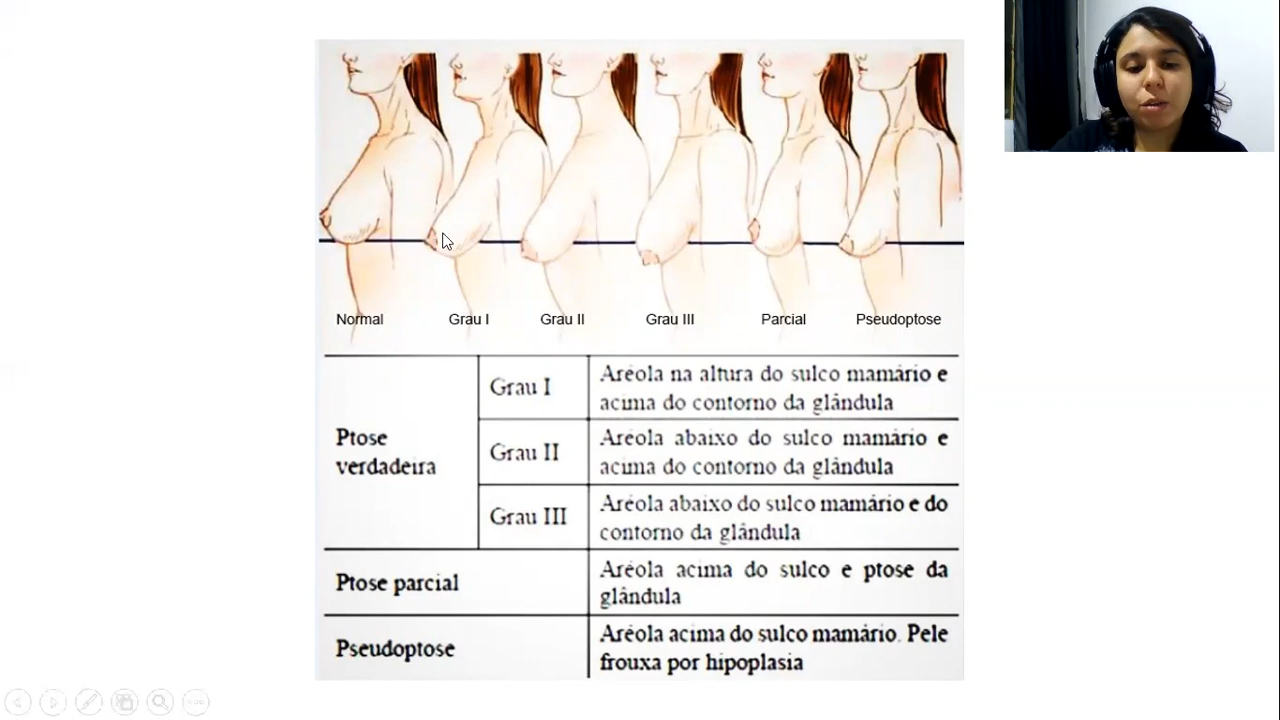 Normal Grau I Grau II Grau III Parcial Pseudoptose
Ptose verdadeira
Grau I
Aréola na altura do sulco mamário e
acima do contorno da glândula
Grau II
Aréola abaixo do sulco mamário e
acima do contorno da glândula
Grau III
Aréola abaixo do sulco mamário e do
contorno da glândula
Ptose parcial
Aréola acima do sulco e ptose da
glândula
Pseudoptose
Aréola acima do sulco mamário. Pele
frouxa por hipoplasia